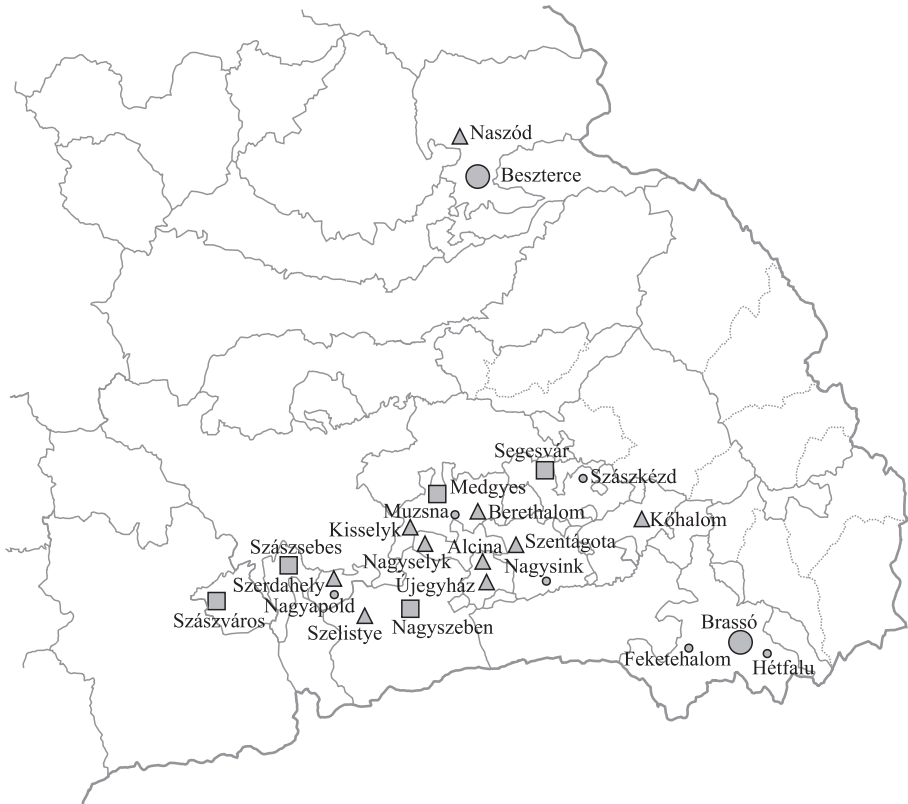 Naszód
Beszterce
Segesvár
Szászkézd
Medgyes
Muzsna
Berethalom
Kőhalom
Kisselyk
Szászsebes
Nagyselyk
Alcina
Szentágota
Nagysink
Szerdahely
Újegyház
Nagyapold
Szászváros
Szelistye
Nagyszeben
Brassó
Feketehalom
Hétfalu